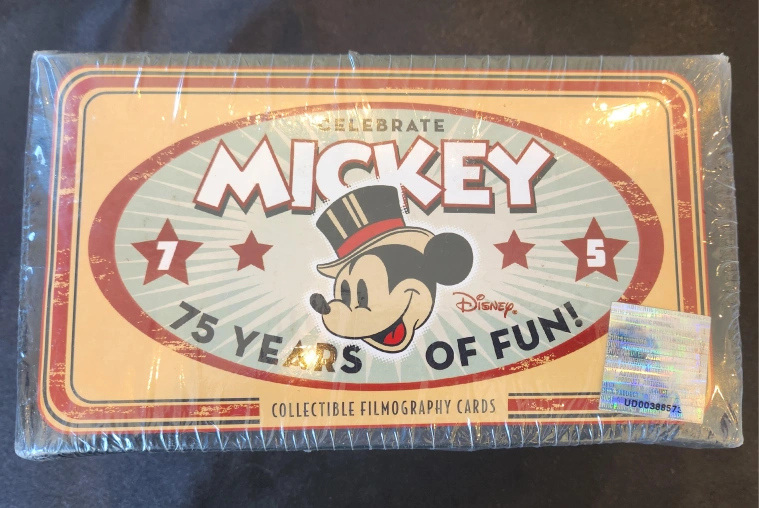 CELEBRATE
MICKEY
7 5
Disney.
75 YEARS OF FUN!
COLLECTIBLE FILMOGRAPHY CARDS